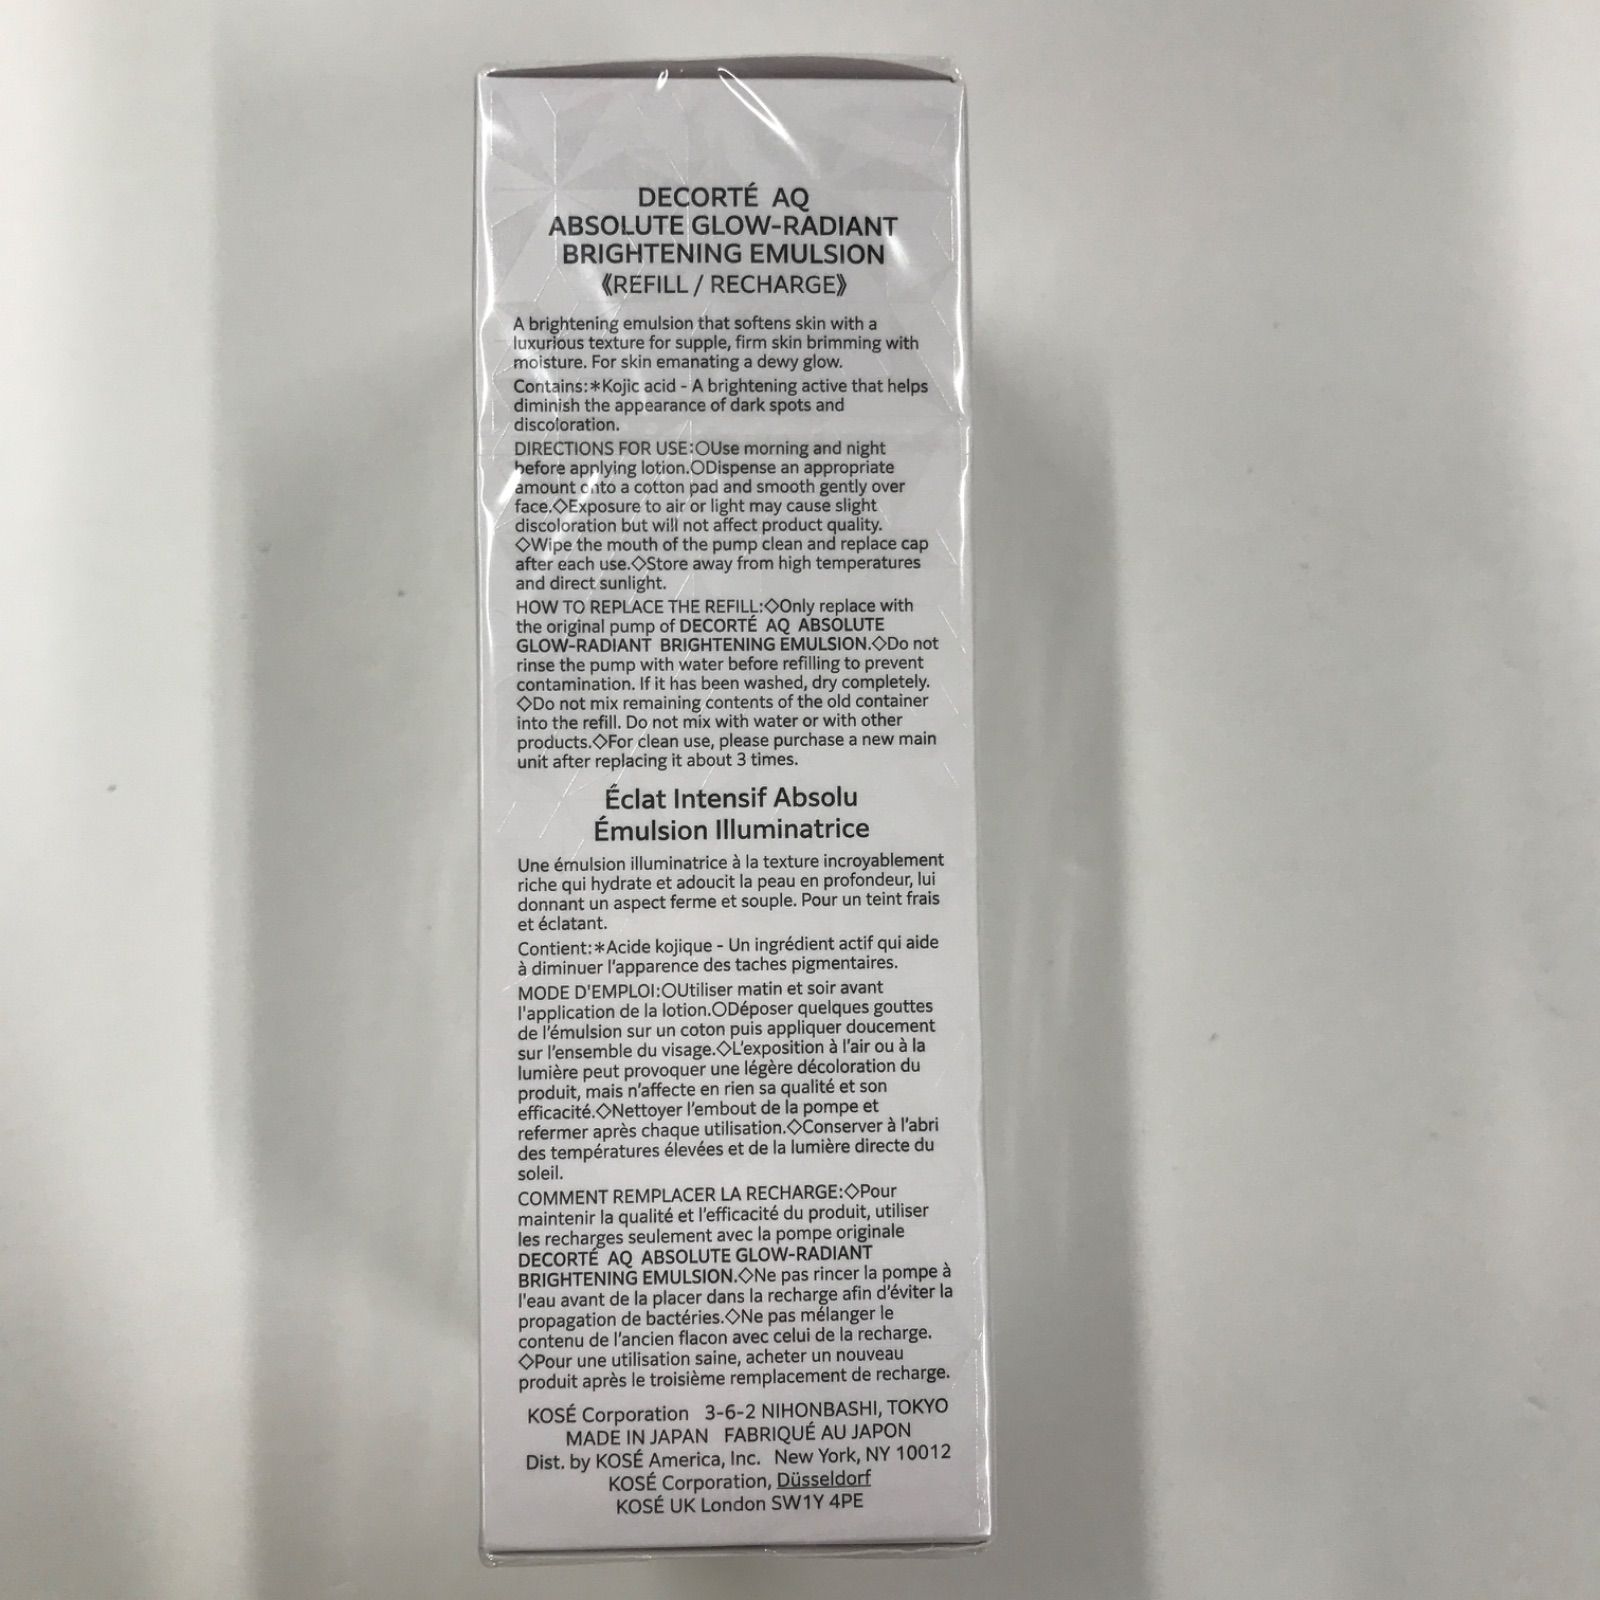 DECORTÉ AQ
ABSOLUTE GLOW-RADIANT
BRIGHTENING EMULSION
《REFILL / RECHARGE》
A brightening emulsion that softens skin with a
luxurious texture for supple, firm skin brimming with
moisture. For skin emanating a dewy glow.
Contains:*Kojic acid - A brightening active that helps
diminish the appearance of dark spots and
discoloration.
DIRECTIONS FOR USE:○Use morning and night
before applying lotion.○Dispense an appropriate
amount onto a cotton pad and smooth gently over
face.◇Exposure to air or light may cause slight
discoloration but will not affect product quality.
◇Wipe the mouth of the pump clean and replace cap
after each use.◇Store away from high temperatures
and direct sunlight.
HOW TO REPLACE THE REFILL:◇Only replace with
the original pump of DECORTÉ AQ ABSOLUTE
GLOW-RADIANT BRIGHTENING EMULSION.◇Do not
rinse the pump with water before refilling to prevent
contamination. If it has been washed, dry completely.
◇Do not mix remaining contents of the old container
into the refill. Do not mix with water or with other
products.◇For clean use, please purchase a new main
unit after replacing it about 3 times.
Éclat Intensif Absolu
Émulsion Illuminatrice
Une émulsion illuminatrice à la texture incroyablement
riche qui hydrate et adoucit la peau en profondeur, lui
donnant un aspect ferme et souple. Pour un teint frais
et éclatant.
Contient:*Acide kojique - Un ingrédient actif qui aide
à diminuer l'apparence des taches pigmentaires.
MODE D'EMPLOI:○Utiliser matin et soir avant
l'application de la lotion.○Déposer quelques gouttes
de l'émulsion sur un coton puis appliquer doucement
sur l'ensemble du visage.◇L'exposition à l'air ou à la
lumière peut provoquer une légère décoloration du
produit, mais n'affecte en rien sa qualité et son
efficacité.◇Nettoyer l'embout de la pompe et
refermer après chaque utilisation.◇Conserver à l'abri
des températures élevées et de la lumière directe du
soleil.
COMMENT REMPLACER LA RECHARGE:◇Pour
maintenir la qualité et l'efficacité du produit, utiliser
les recharges seulement avec la pompe originale
DECORTÉ AQ ABSOLUTE GLOW-RADIANT
BRIGHTENING EMULSION.◇Ne pas rincer la pompe à
l'eau avant de la placer dans la recharge afin d'éviter la
propagation de bactéries.◇Ne pas mélanger le
contenu de l'ancien flacon avec celui de la recharge.
◇Pour une utilisation saine, acheter un nouveau
produit après le troisième remplacement de recharge.
KOSÉ Corporation 3-6-2 NIHONBASHI, TOKYO
MADE IN JAPAN FABRIQUÉ AU JAPON
Dist. by KOSÉ America, Inc. New York, NY 10012
KOSÉ Corporation, Düsseldorf
KOSÉ UK London SW1Y 4PE